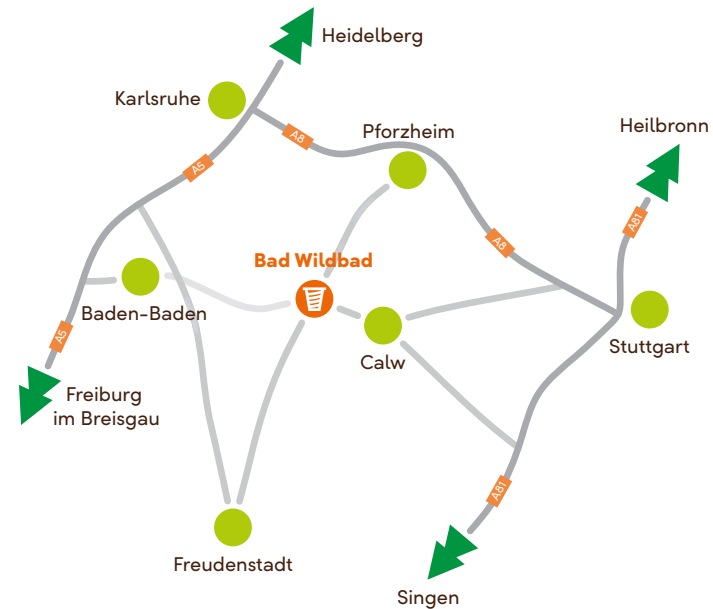 Heidelberg
Karlsruhe
A8
Pforzheim
Heilbronn
A5
A81
A8
Bad Wildbad
Baden-Baden
A5
Calw
Stuttgart
Freiburg
im Breisgau
A81
Freudenstadt
Singen